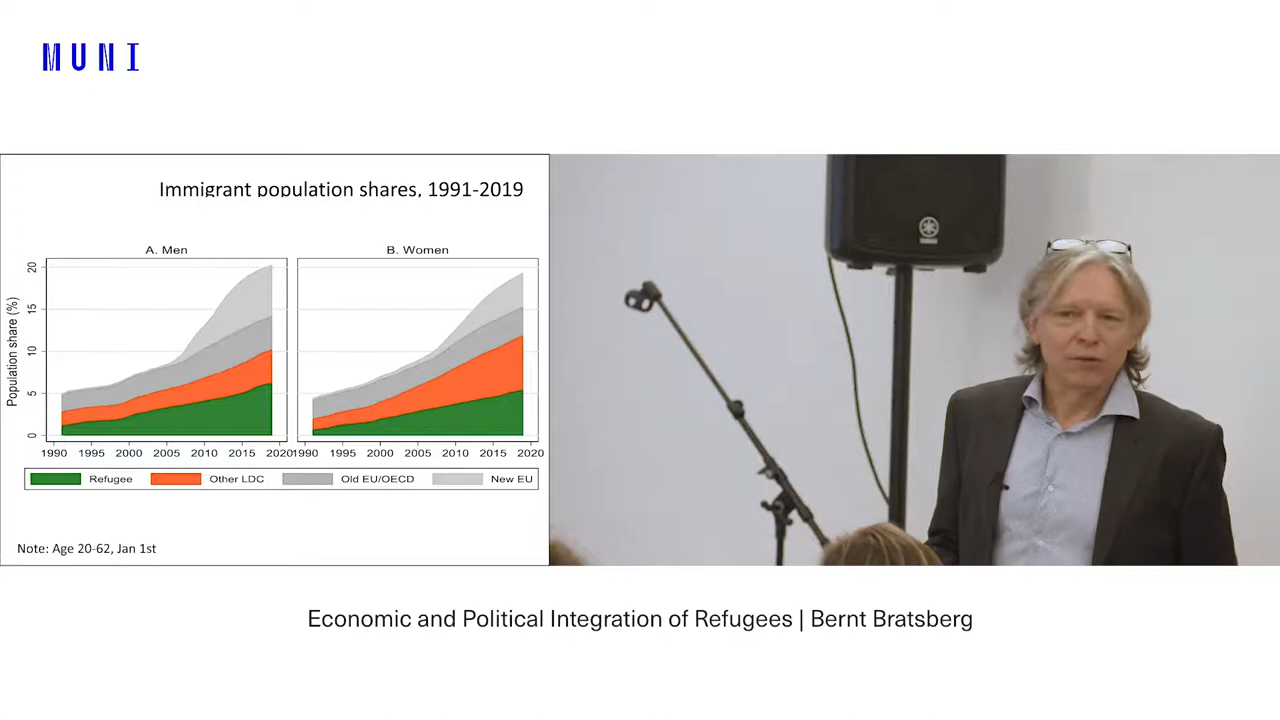 MUNI
Immigrant population shares, 1991-2019
A. Men
B. Women
Population share (%)
20
15
10
5
0
1990 1995 2000 2005 2010 2015 2020
1990 1995 2000 2005 2010 2015 2020
Refugee Other LDC Old EU/OECD New EU
Note: Age 20-62, Jan 1st
Economic and Political Integration of Refugees | Bernt Bratsberg